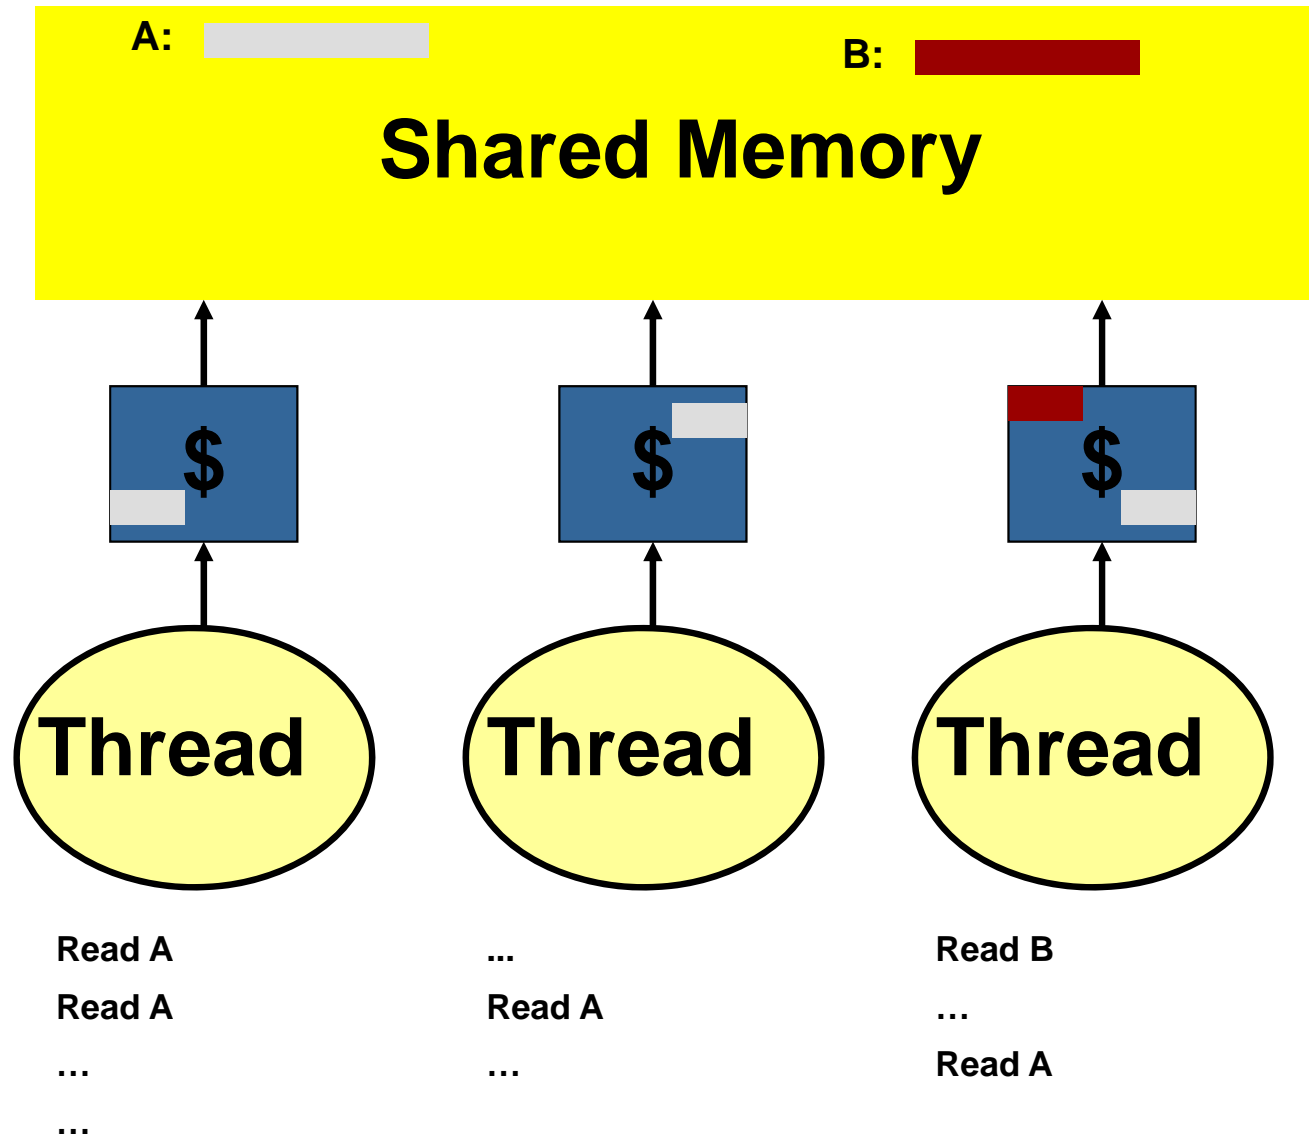 A:
B:
Shared Memory
$ $ $
Thread Thread Thread
Read A ... Read B
Read A Read A …
… … Read A
…